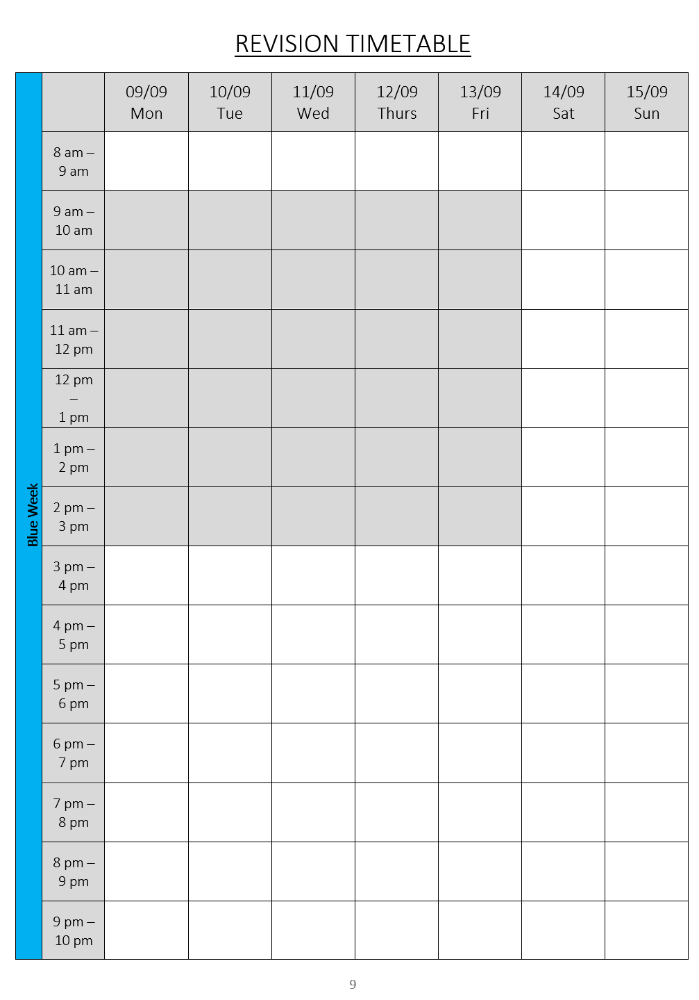 REVISION TIMETABLE
09/09
Mon
10/09
Tue
11/09
Wed
12/09
Thurs
13/09
Fri
14/09
Sat
15/09
Sun
Blue Week
8 am –
9 am
9 am –
10 am
10 am –
11 am
11 am –
12 pm
12 pm
–
1 pm
1 pm –
2 pm
2 pm –
3 pm
3 pm –
4 pm
4 pm –
5 pm
5 pm –
6 pm
6 pm –
7 pm
7 pm –
8 pm
8 pm –
9 pm
9 pm –
10 pm
9